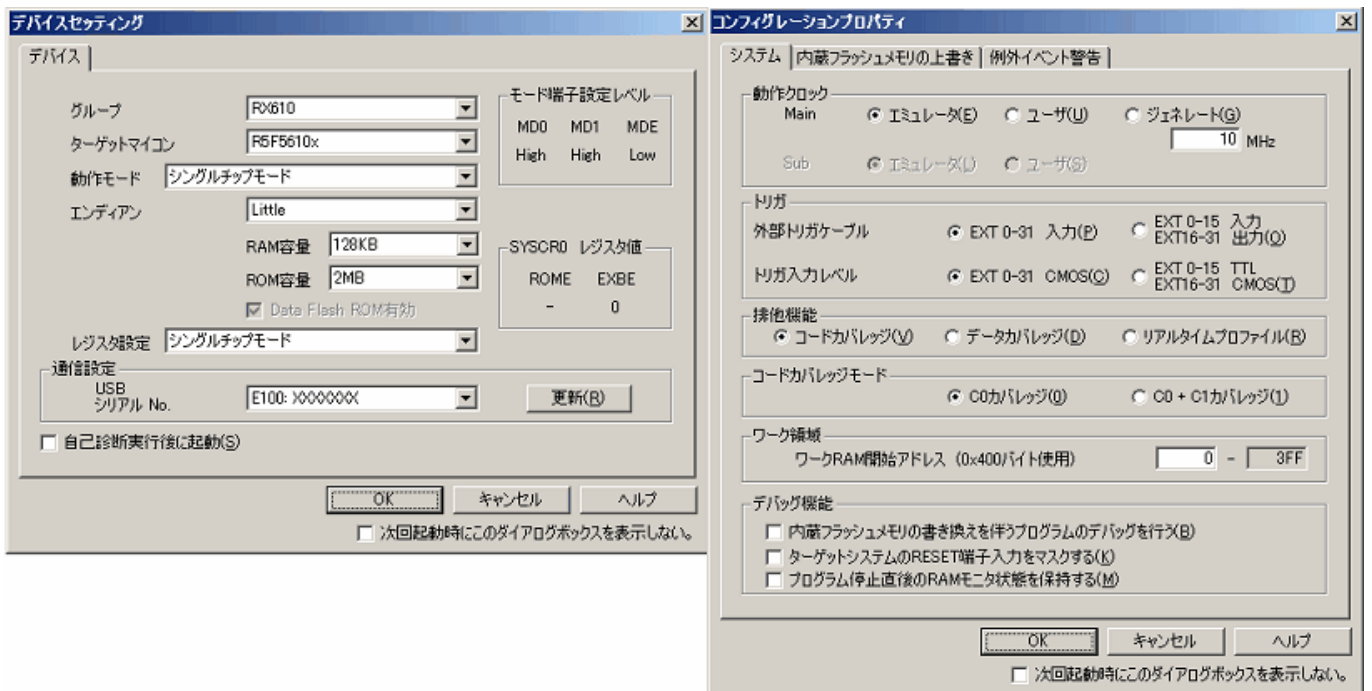 デバイスセッティング
デバイス
グループ RX610
ターゲットマイコン R5F5610x
動作モード シングルチップモード
エンディアン Little
RAM容量 128KB
ROM容量 2MB
Data Flash ROM有効
レジスタ設定 シングルチップモード
モード端子設定レベル
MD0 MD1 MDE
High High Low
SYSCR0 レジスタ値
ROME EXBE
- 0
通信設定
USB
シリアル No. E100: XXXXXXX 更新(R)
自己診断実行後に起動(S)
OK キャンセル ヘルプ
次回起動時にこのダイアログボックスを表示しない。
コンフィグレーションプロパティ
システム 内蔵フラッシュメモリの上書き 例外イベント警告
動作クロック
Main エミュレータ(E) ユーザ(U) ジェネレート(G)
10 MHz
Sub エミュレータ(L) ユーザ(S)
トリガ
外部トリガケーブル EXT 0-31 入力(P) EXT 0-15 入力
EXT16-31 出力(O)
トリガ入力レベル EXT 0-31 CMOS(C) EXT 0-15 TTL
EXT16-31 CMOS(T)
排他機能
コードカバレッジ(V) データカバレッジ(D) リアルタイムプロファイル(R)
コードカバレッジモード
C0カバレッジ(0) C0 + C1カバレッジ(1)
ワーク領域
ワークRAM開始アドレス (0x400バイト使用) 0 - 3FF
デバッグ機能
内蔵フラッシュメモリの書き換えを伴うプログラムのデバッグを行う(B)
ターゲットシステムのRESET端子入力をマスクする(K)
プログラム停止直後のRAMモニタ状態を保持する(M)
OK キャンセル ヘルプ
次回起動時にこのダイアログボックスを表示しない。